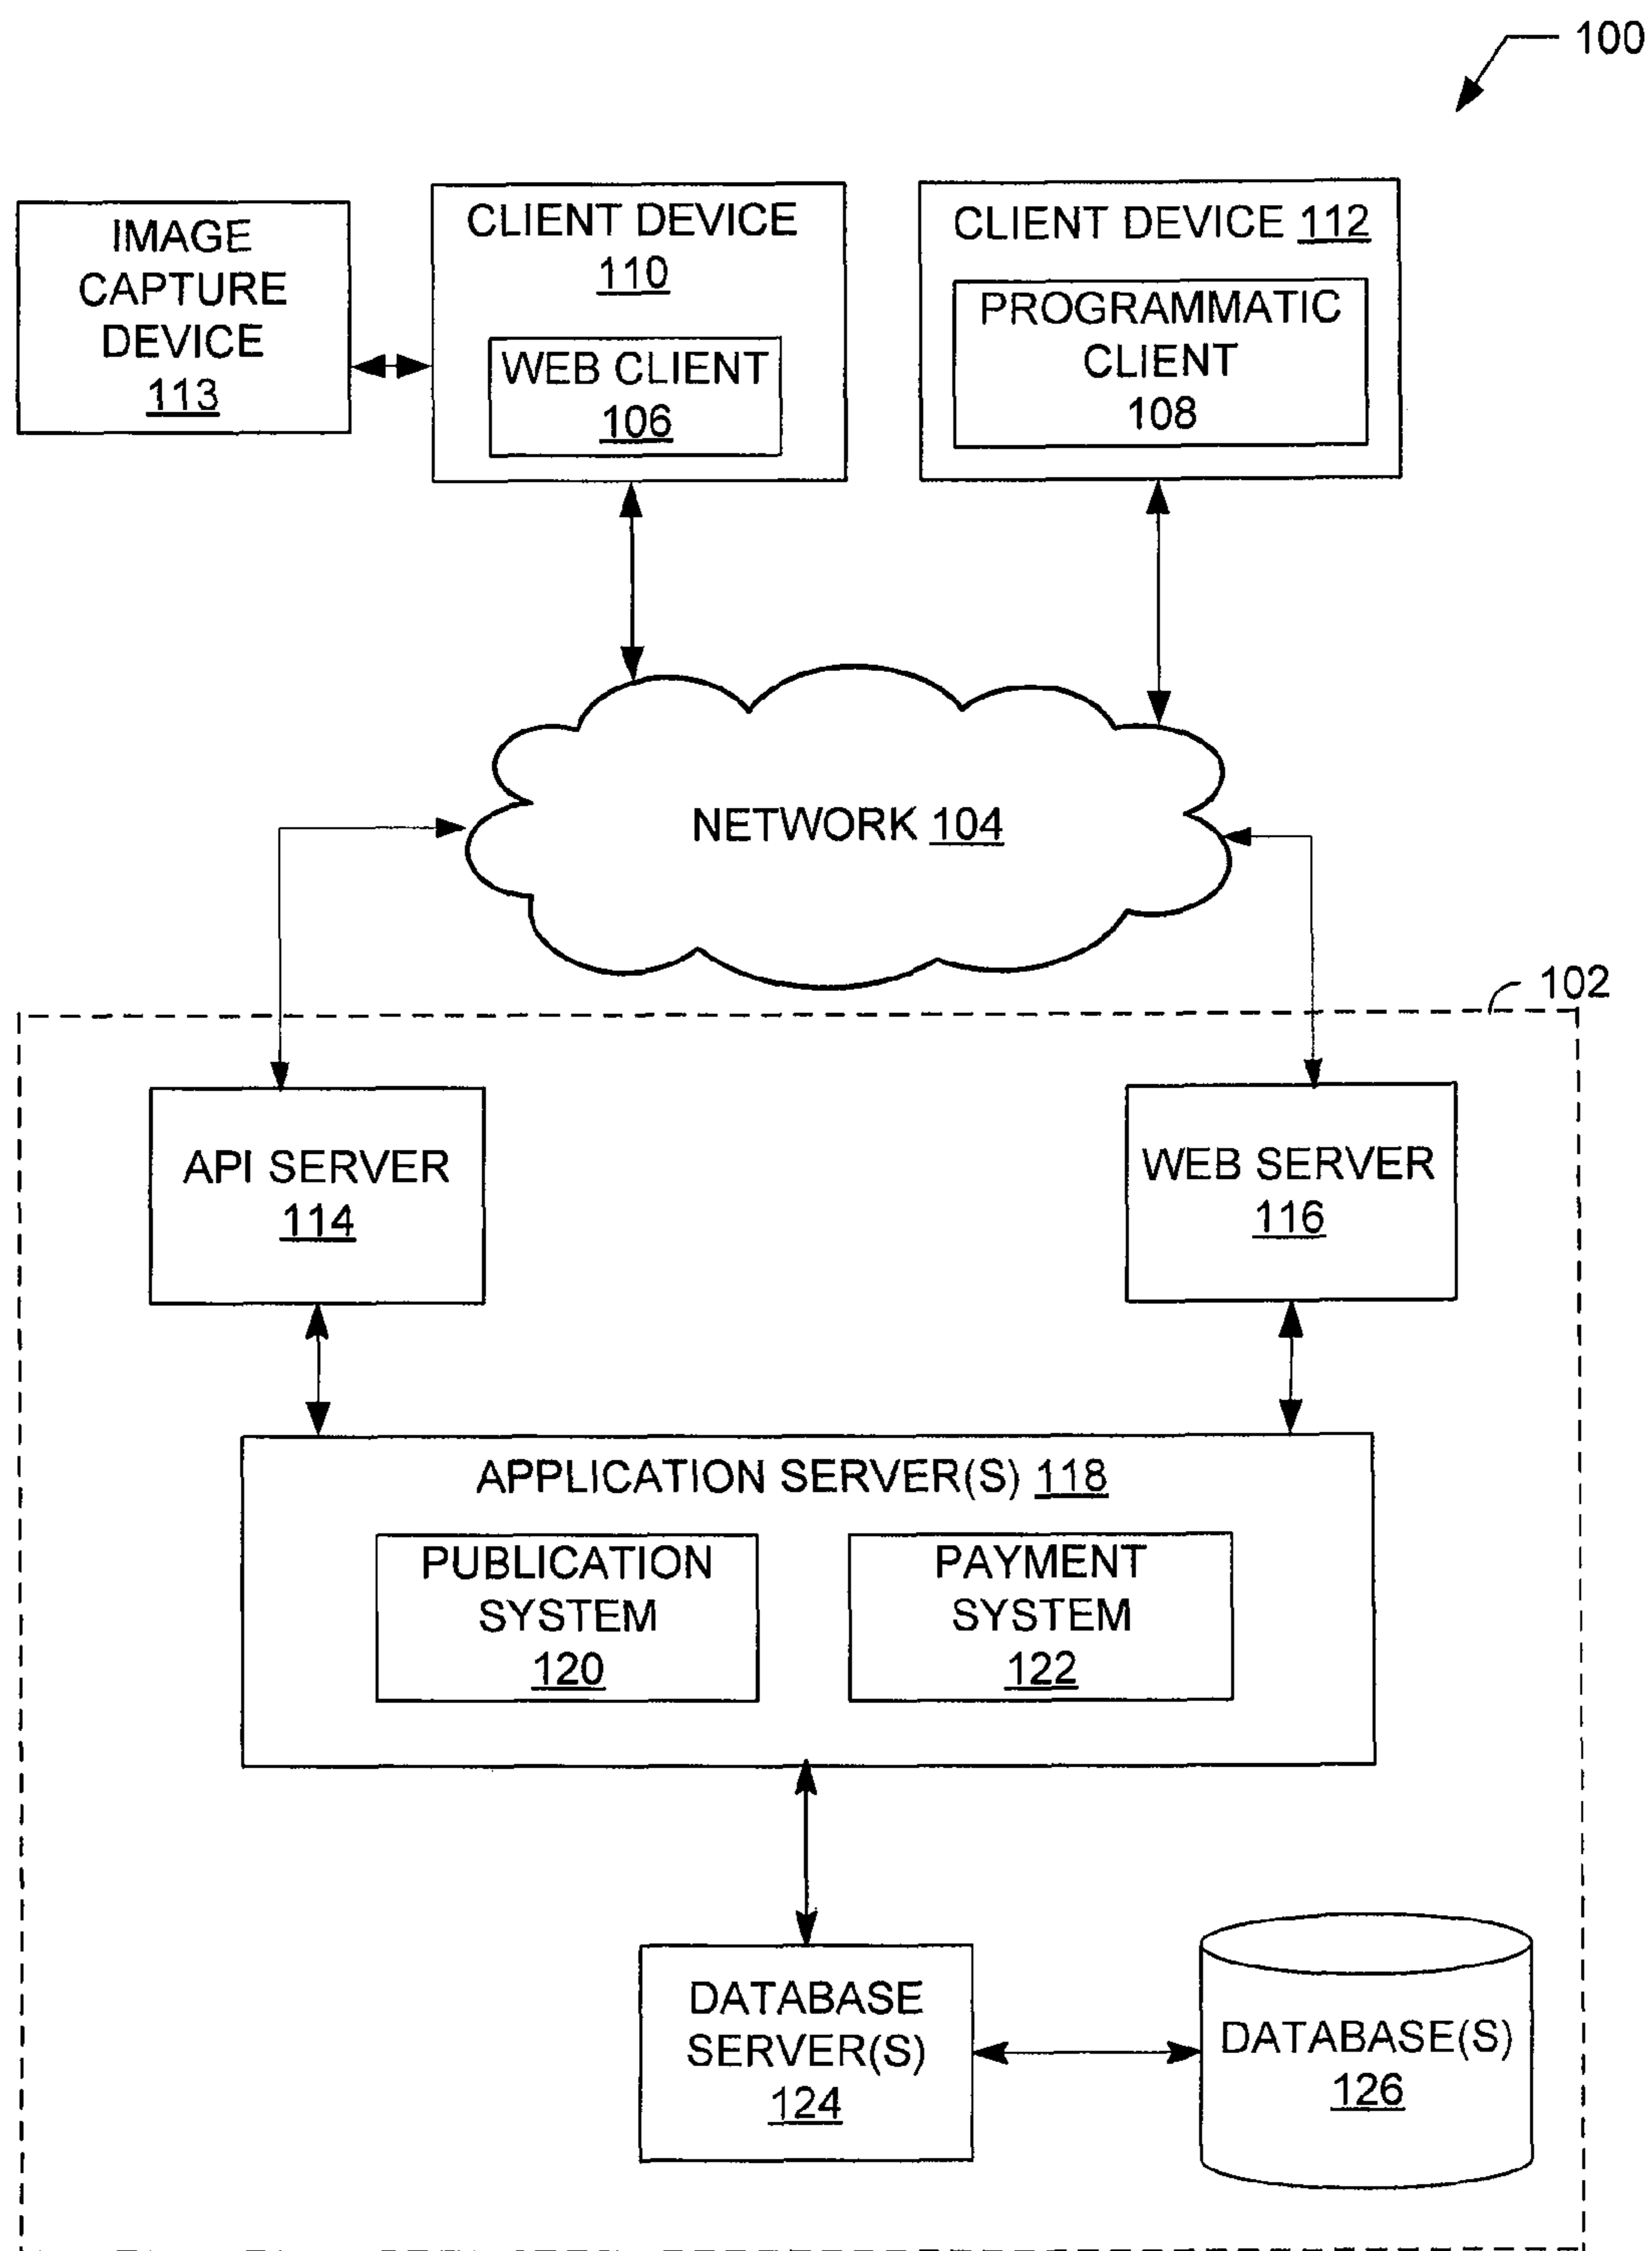 100
IMAGE
CAPTURE
DEVICE
113
CLIENT DEVICE
110
WEB CLIENT
106
CLIENT DEVICE 112
PROGRAMMATIC
CLIENT
108
NETWORK 104
102
API SERVER
114
WEB SERVER
116
APPLICATION SERVER(S) 118
PUBLICATION
SYSTEM
120
PAYMENT
SYSTEM
122
DATABASE
SERVER(S)
124
DATABASE(S)
126